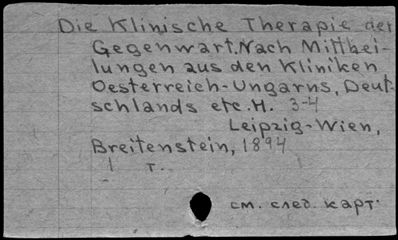 Die Klinische Therapie der
Gegenwart. Nach Mittbei-
lungen aus den Kliniken
Oesterreich-Ungarns, Deut-
schlands etc. H. 3-4
Leipzig-Wien,
Breitenstein, 1894
1 т.
см. след. карт.